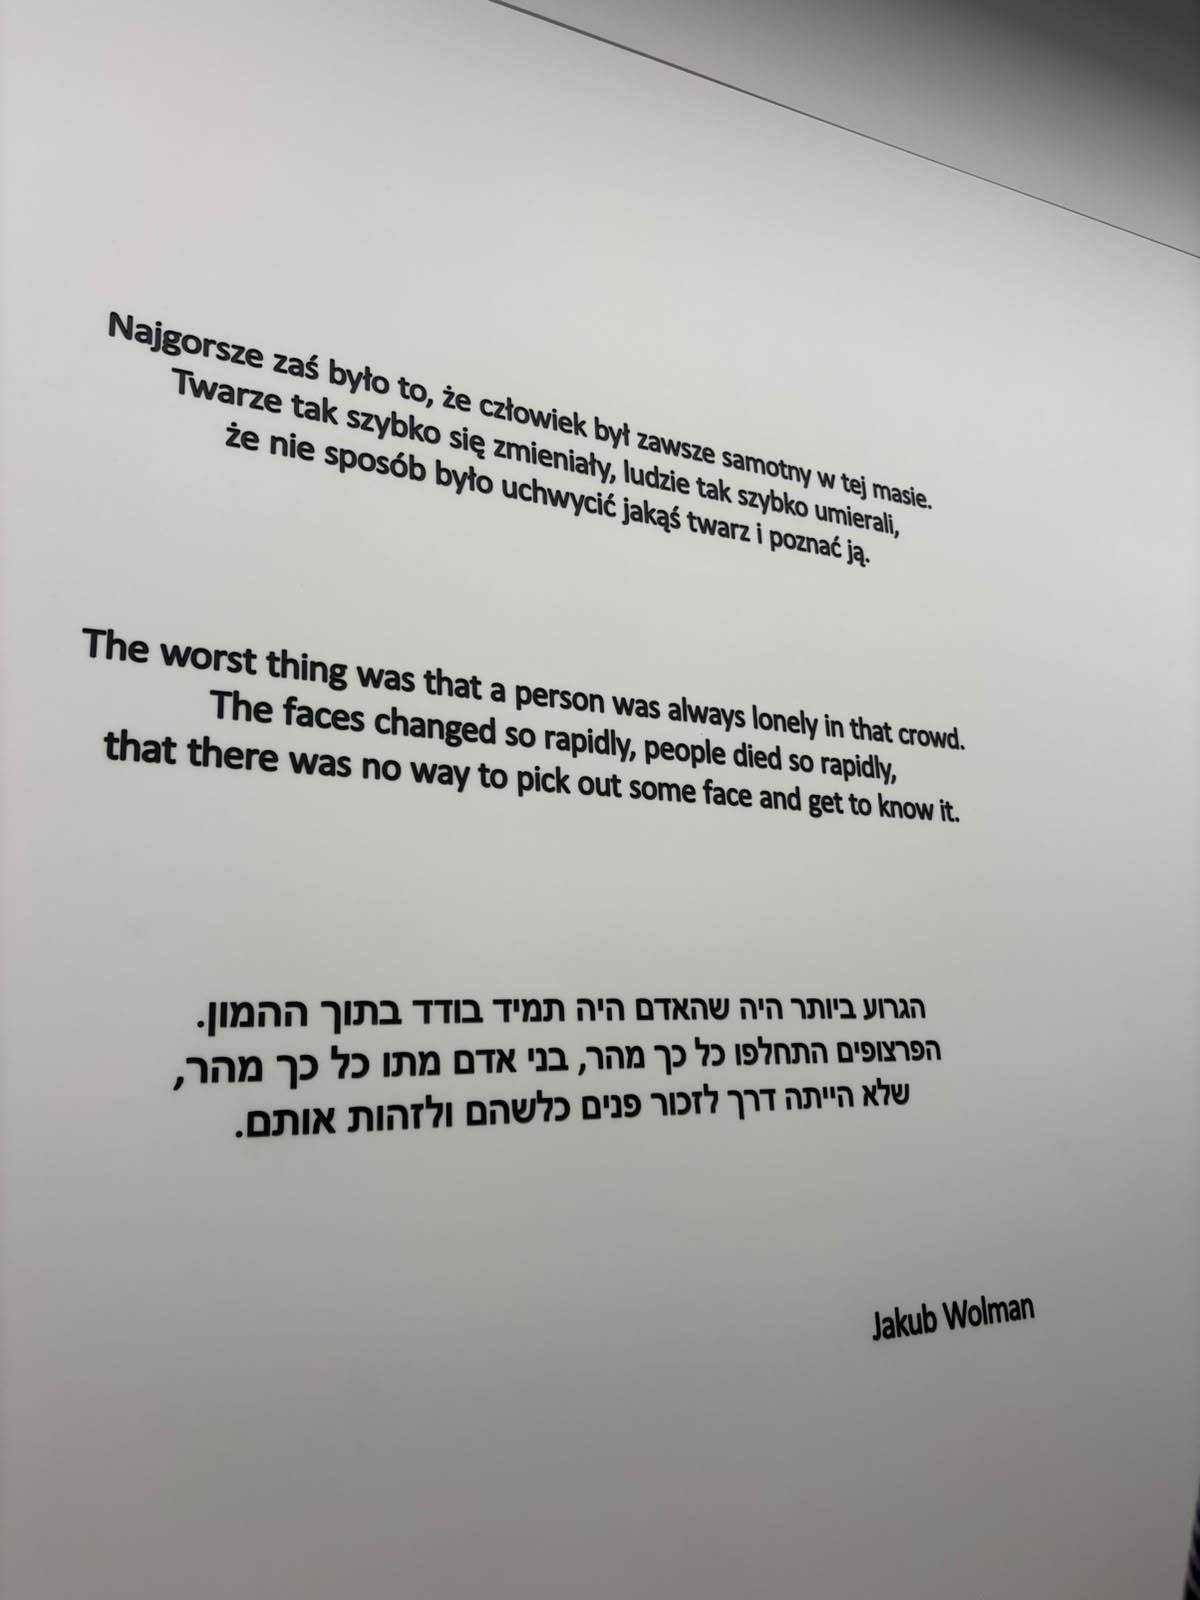 Najgorsze zaś było to, że człowiek był zawsze samotny w tej masie.
Twarze tak szybko się zmieniały, ludzie tak szybko umierali,
że nie sposób było uchwycić jakąś twarz i poznać ją.
The worst thing was that a person was always lonely in that crowd.
The faces changed so rapidly, people died so rapidly,
that there was no way to pick out some face and get to know it.
הגרוע ביותר היה שהאדם היה תמיד בודד בתוך ההמון.
הפרצופים התחלפו כל כך מהר, בני אדם מתו כל כך מהר,
שלא הייתה דרך לזכור פנים כלשהם ולזהות אותם.
Jakub Wolman